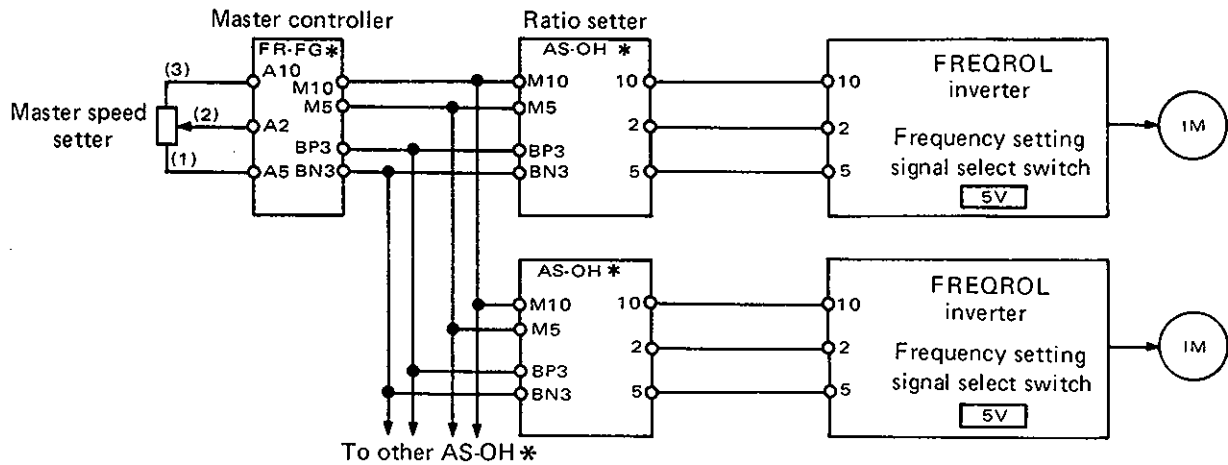 Master controller
Ratio setter
FR-FG*
A10
M10
M5
A2
BP3
A5 BN3
(3)
(2)
(1)
Master speed
setter
AS-OH *
M10
M5
BP3
BN3
10
2
5
10
2
5
FREQROL
inverter
Frequency setting
signal select switch
5V
IM
AS-OH *
M10
M5
BP3
BN3
10
2
5
10
2
5
FREQROL
inverter
Frequency setting
signal select switch
5V
IM
To other AS-OH *